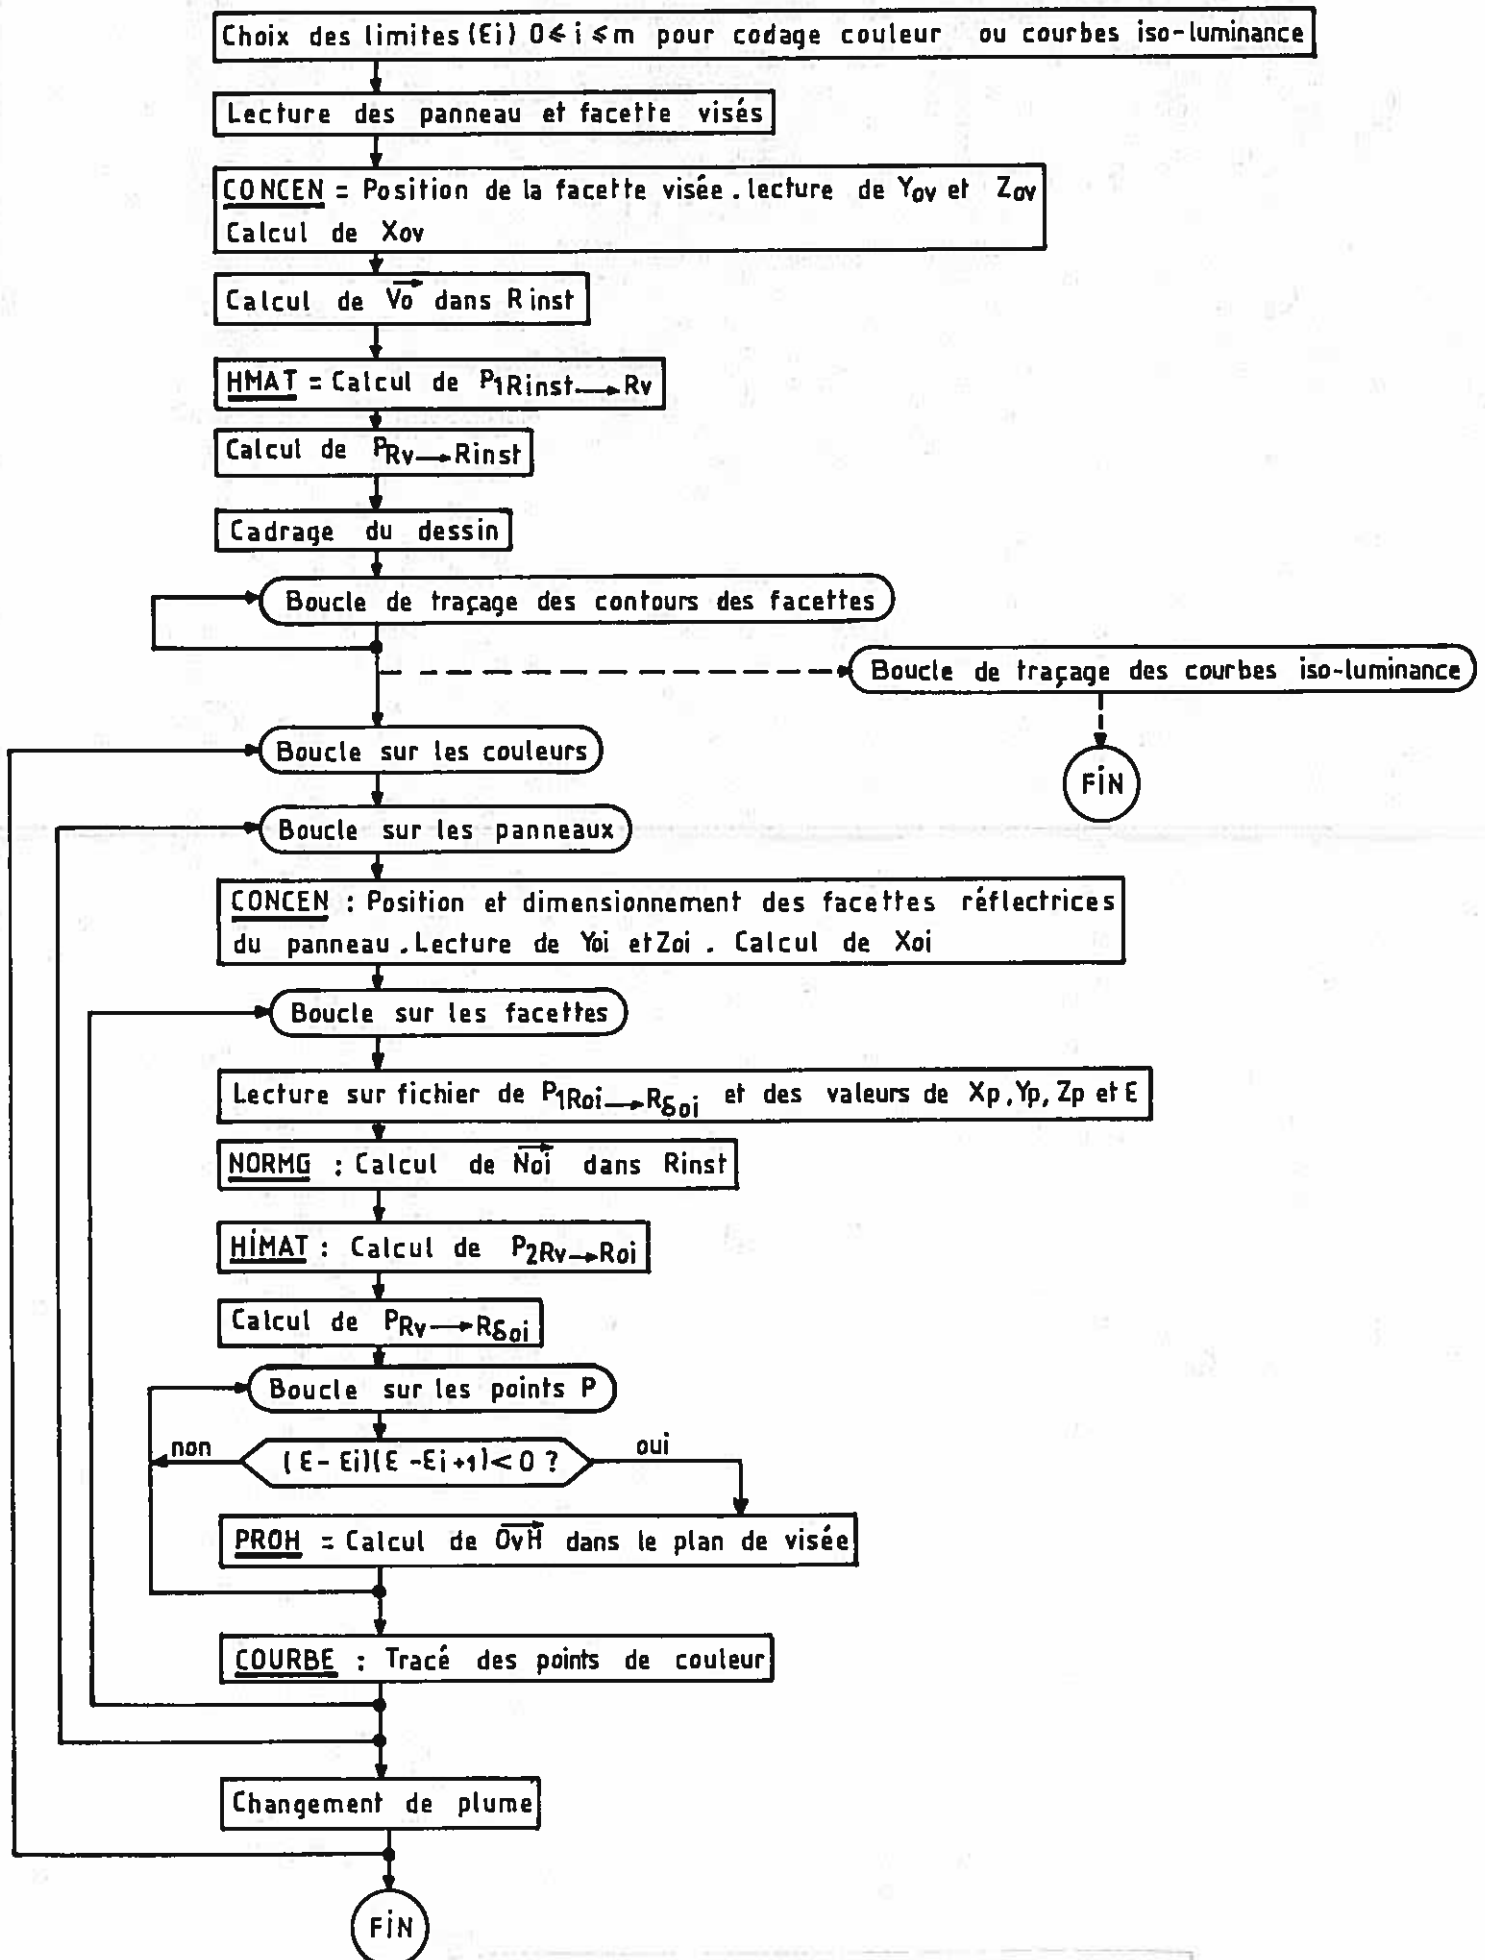 Choix des limites (Ei) 0 ≤ i ≤ m pour codage couleur ou courbes iso-luminance
Lecture des panneau et facette visés
CONCEN = Position de la facette visée . lecture de Yov et Zov
Calcul de Xov
Calcul de Vo dans Rinst
HMAT = Calcul de P1Rinst→Rv
Calcul de PRv→Rinst
Cadrage du dessin
Boucle de traçage des contours des facettes
Boucle de traçage des courbes iso-luminance
Boucle sur les couleurs
FiN
Boucle sur les panneaux
CONCEN : Position et dimensionnement des facettes réflectrices
du panneau . Lecture de Yoi et Zoi . Calcul de Xoi
Boucle sur les facettes
Lecture sur fichier de P1Roi→Rδoi et des valeurs de Xp, Yp, Zp et E
NORMG : Calcul de Noi dans Rinst
HiMAT : Calcul de P2Rv→Roi
Calcul de PRv→Rδoi
Boucle sur les points P
non
(E - Ei)(E - Ei+1) < 0 ?
oui
PROH = Calcul de OvH dans le plan de visée
COURBE : Tracé des points de couleur
Changement de plume
FiN